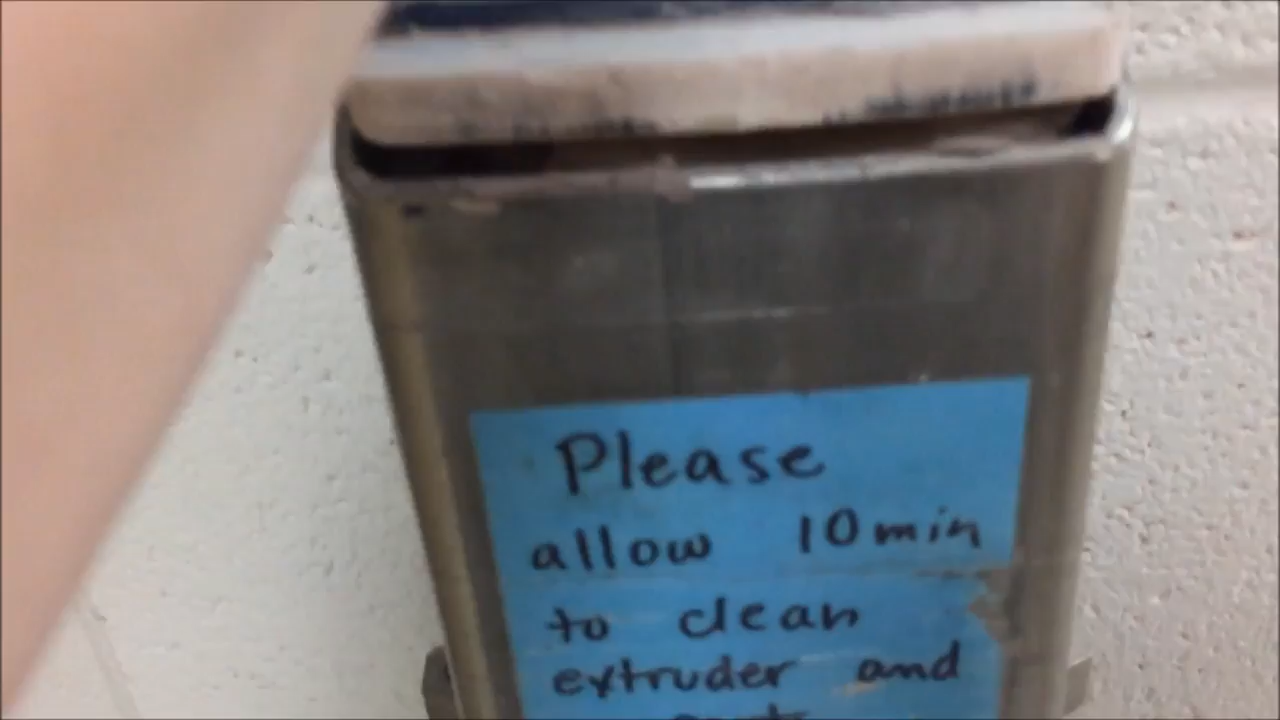 Please
allow 10min
to clean
extruder and